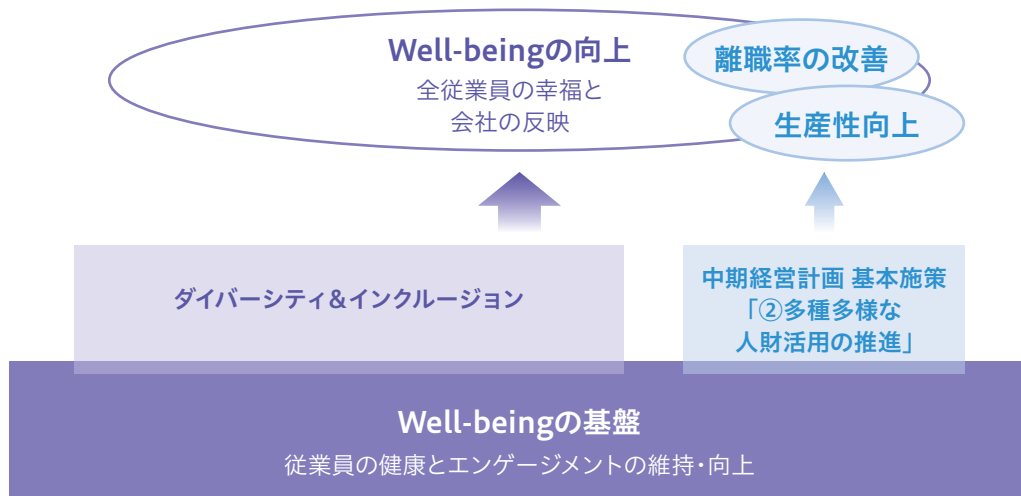 Well-beingの向上
全従業員の幸福と
会社の反映
離職率の改善
生産性向上
ダイバーシティ&インクルージョン
中期経営計画 基本施策
「②多種多様な
人財活用の推進」
Well-beingの基盤
従業員の健康とエンゲージメントの維持・向上